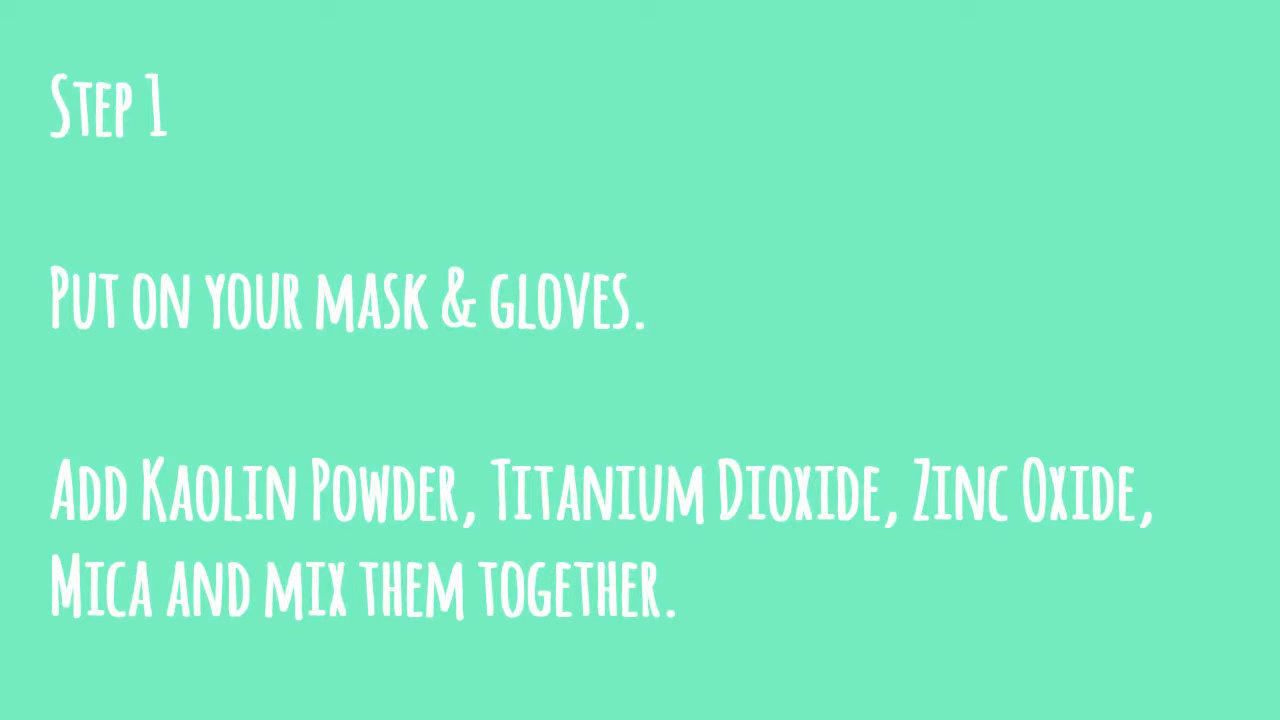 Step 1
Put on your mask & gloves.
Add Kaolin Powder, Titanium Dioxide, Zinc Oxide,
Mica and mix them together.